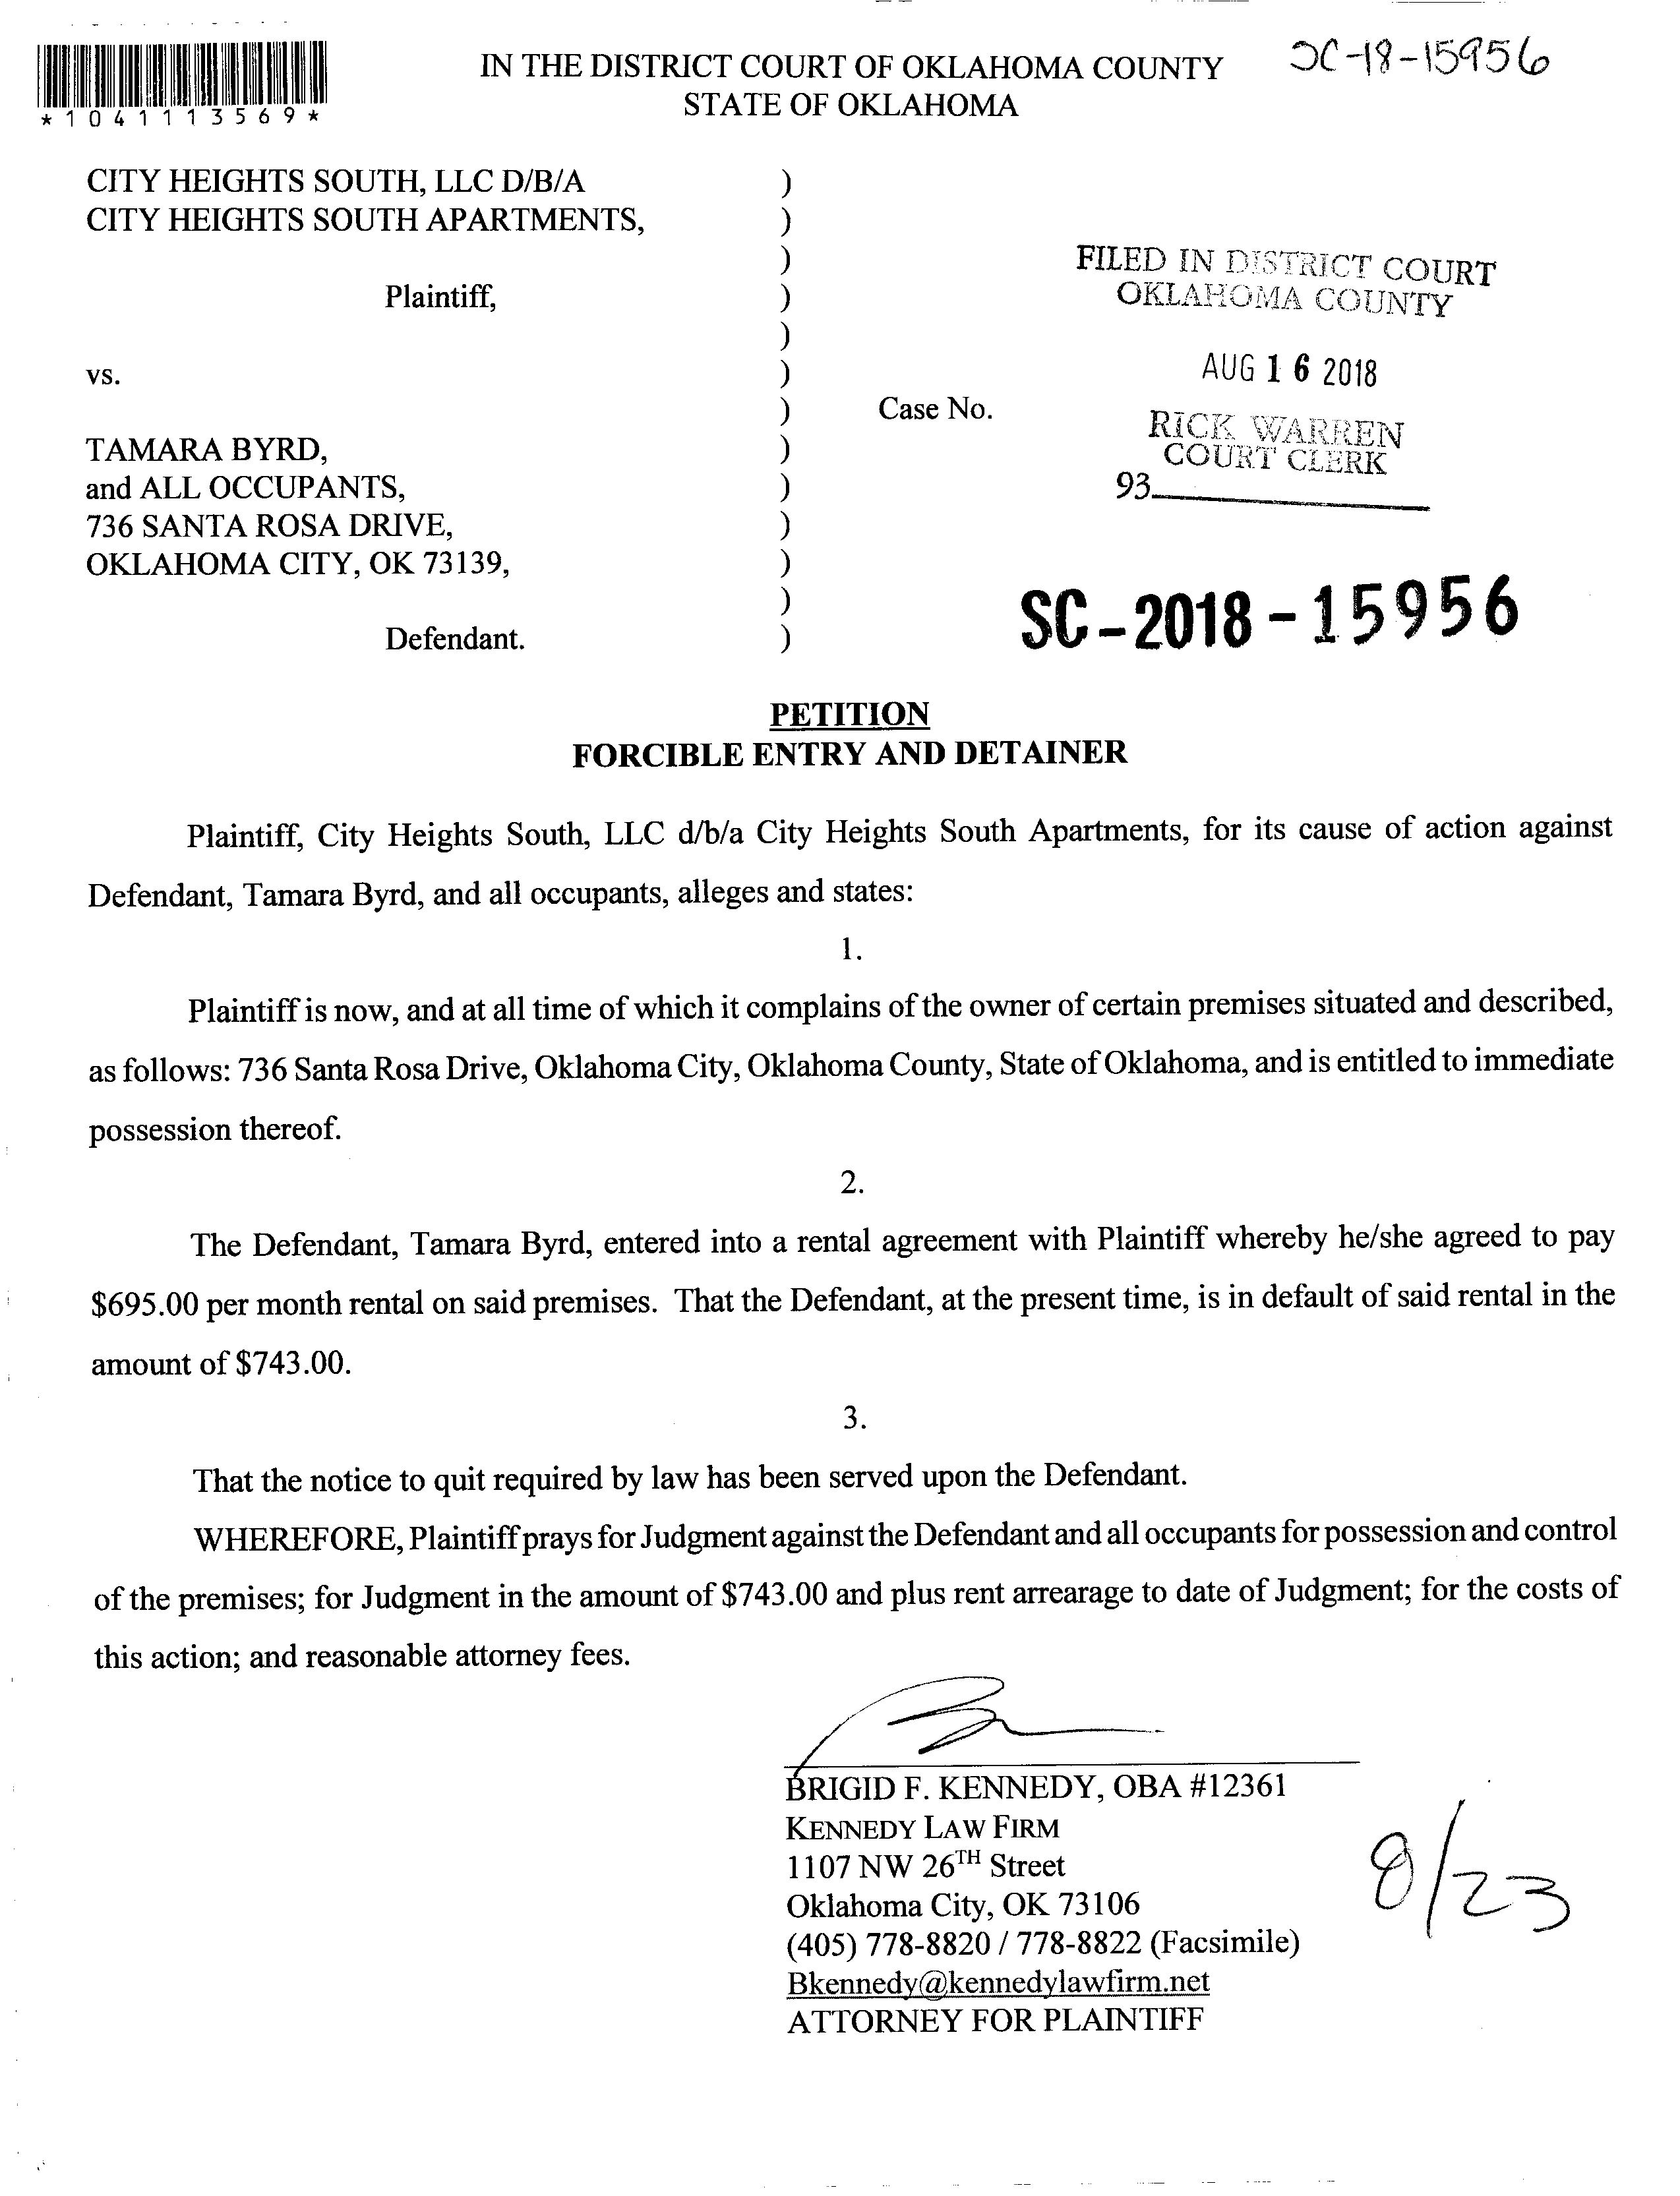 IN THE DISTRICT COURT OF OKLAHOMA COUNTY
SC-18-15956
STATE OF OKLAHOMA
*1041113569*
CITY HEIGHTS SOUTH, LLC D/B/A )
CITY HEIGHTS SOUTH APARTMENTS, )
)
Plaintiff, )
)
vs. )
) Case No.
TAMARA BYRD, )
and ALL OCCUPANTS, )
736 SANTA ROSA DRIVE, )
OKLAHOMA CITY, OK 73139, )
)
Defendant. )
FILED IN DISTRICT COURT
OKLAHOMA COUNTY
AUG 16 2018
RICK WARREN
COURT CLERK
93
SC-2018-15956
PETITION
FORCIBLE ENTRY AND DETAINER
Plaintiff, City Heights South, LLC d/b/a City Heights South Apartments, for its cause of action against
Defendant, Tamara Byrd, and all occupants, alleges and states:
1.
Plaintiff is now, and at all time of which it complains of the owner of certain premises situated and described,
as follows: 736 Santa Rosa Drive, Oklahoma City, Oklahoma County, State of Oklahoma, and is entitled to immediate
possession thereof.
2.
The Defendant, Tamara Byrd, entered into a rental agreement with Plaintiff whereby he/she agreed to pay
$695.00 per month rental on said premises. That the Defendant, at the present time, is in default of said rental in the
amount of $743.00.
3.
That the notice to quit required by law has been served upon the Defendant.
WHEREFORE, Plaintiff prays for Judgment against the Defendant and all occupants for possession and control
of the premises; for Judgment in the amount of $743.00 and plus rent arrearage to date of Judgment; for the costs of
this action; and reasonable attorney fees.
BRIGID F. KENNEDY, OBA #12361
KENNEDY LAW FIRM
1107 NW 26TH Street
Oklahoma City, OK 73106
(405) 778-8820 / 778-8822 (Facsimile)
Bkennedy@kennedylawfirm.net
ATTORNEY FOR PLAINTIFF
8/23